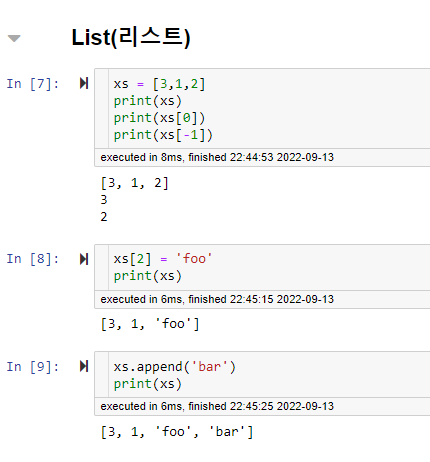 List(리스트)
In [7]:
xs = [3,1,2]
print(xs)
print(xs[0])
print(xs[-1])
executed in 8ms, finished 22:44:53 2022-09-13
[3, 1, 2]
3
2
In [8]:
xs[2] = 'foo'
print(xs)
executed in 6ms, finished 22:45:15 2022-09-13
[3, 1, 'foo']
In [9]:
xs.append('bar')
print(xs)
executed in 6ms, finished 22:45:25 2022-09-13
[3, 1, 'foo', 'bar']